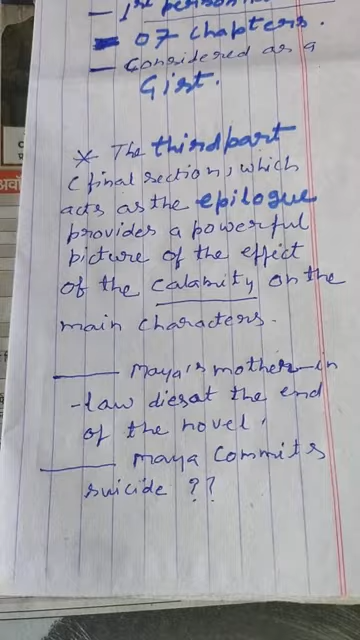 — 1st person
— 07 chapters.
— Considered as a
Gist.
* The third part
(final section, which
acts as the epilogue
provides a powerful
picture of the effect
of the calamity on the
main characters.
— Maya's mother-in
-law dies at the end
of the novel.
— Maya commits
suicide ??